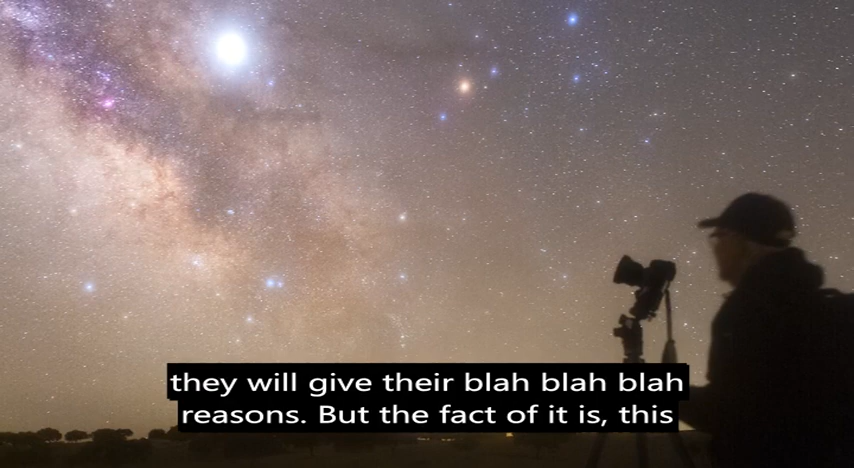 they will give their blah blah blah
reasons. But the fact of it is, this